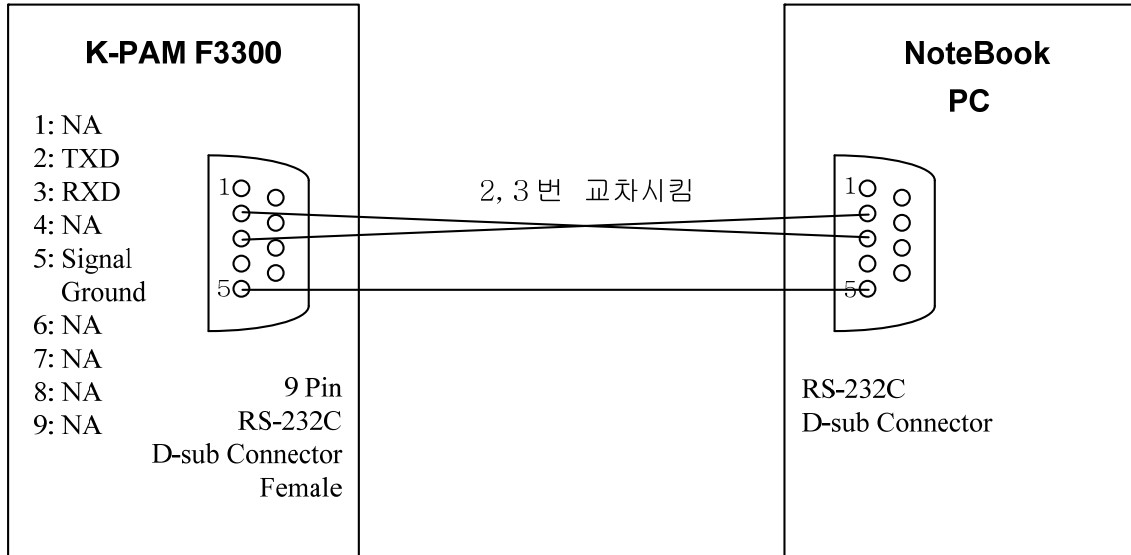 K-PAM F3300
1: NA
2: TXD
3: RXD
4: NA
5: Signal
Ground
6: NA
7: NA
8: NA
9: NA
1
5
9 Pin
RS-232C
D-sub Connector
Female
2, 3번 교차시킴
NoteBook
PC
1
5
RS-232C
D-sub Connector